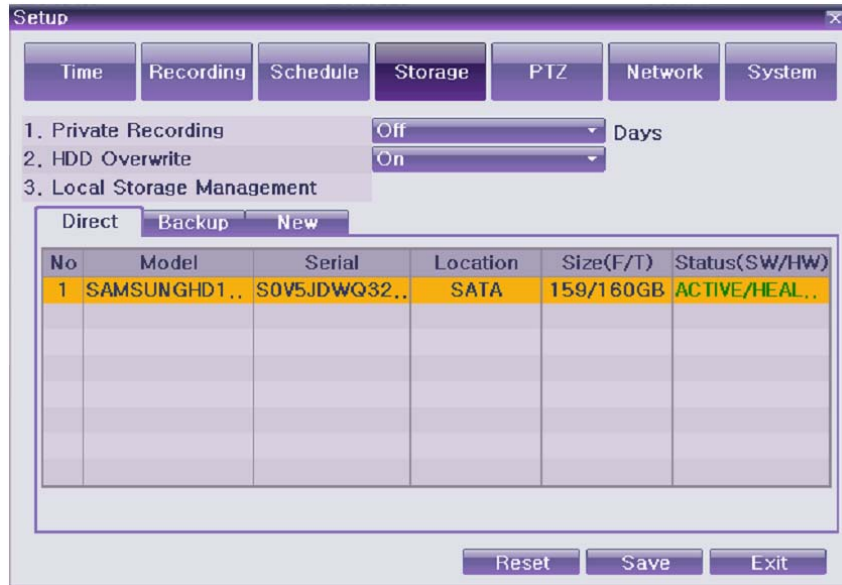 Setup
Time Recording Schedule Storage PTZ Network System
1. Private Recording Off Days
2. HDD Overwrite On
3. Local Storage Management
Direct Backup New
No Model Serial Location Size(F/T) Status(SW/HW)
1 SAMSUNGHD1.. S0V5JDWQ32.. SATA 159/160GB ACTIVE/HEAL..
Reset Save Exit